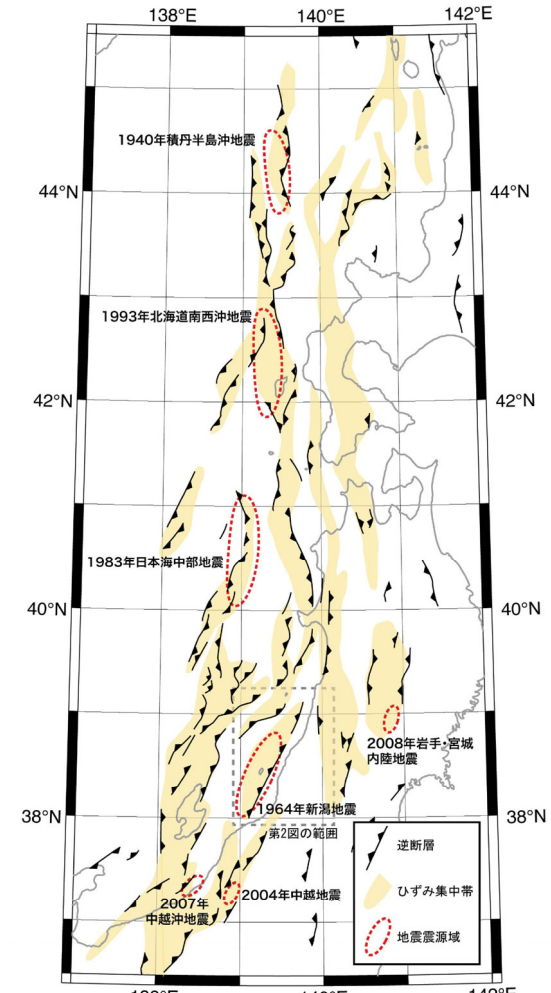 138°E
140°E
142°E
1940年積丹半島沖地震
44°N
44°N
1993年北海道南西沖地震
42°N
42°N
1983年日本海中部地震
40°N
40°N
2008年岩手・宮城
内陸地震
1964年新潟地震
38°N
38°N
第2図の範囲
逆断層
2004年中越地震
2007年
中越沖地震
ひずみ集中帯
地震震源域